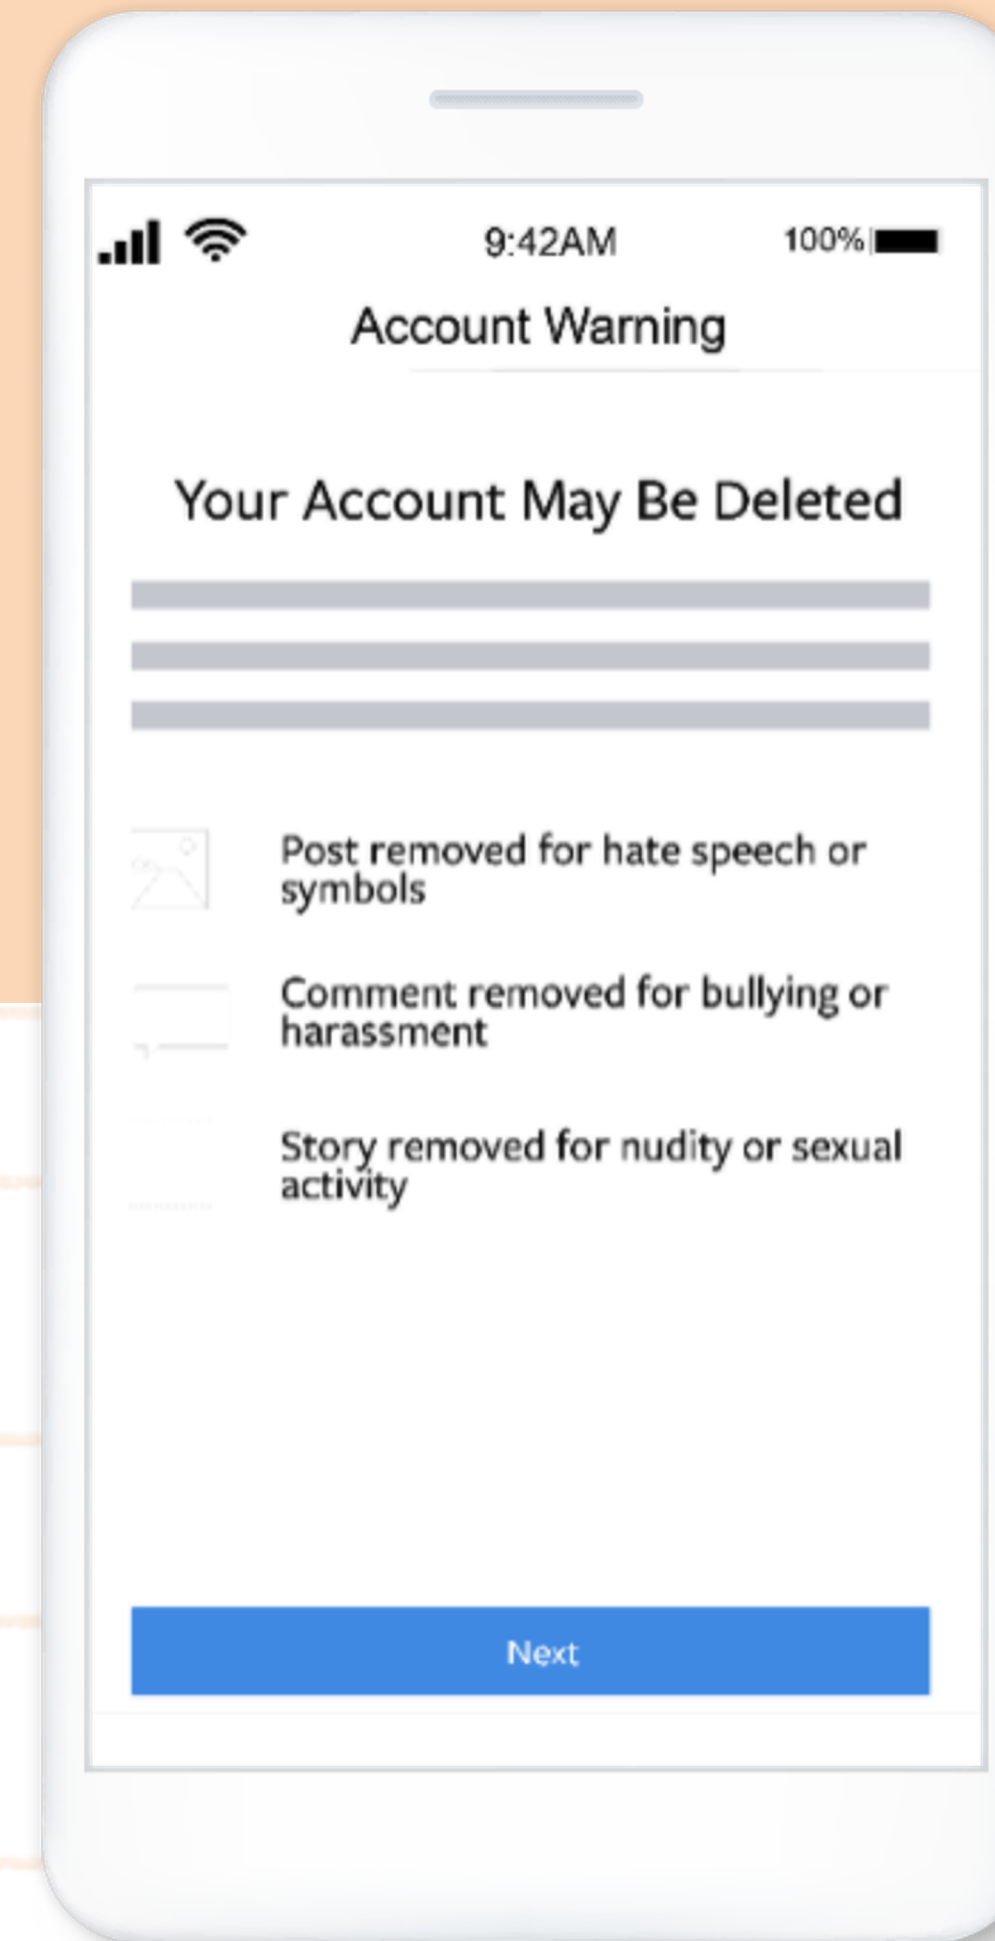 9:42AM 100%
Account Warning
Your Account May Be Deleted
Post removed for hate speech or
symbols
Comment removed for bullying or
harassment
Story removed for nudity or sexual
activity
Next